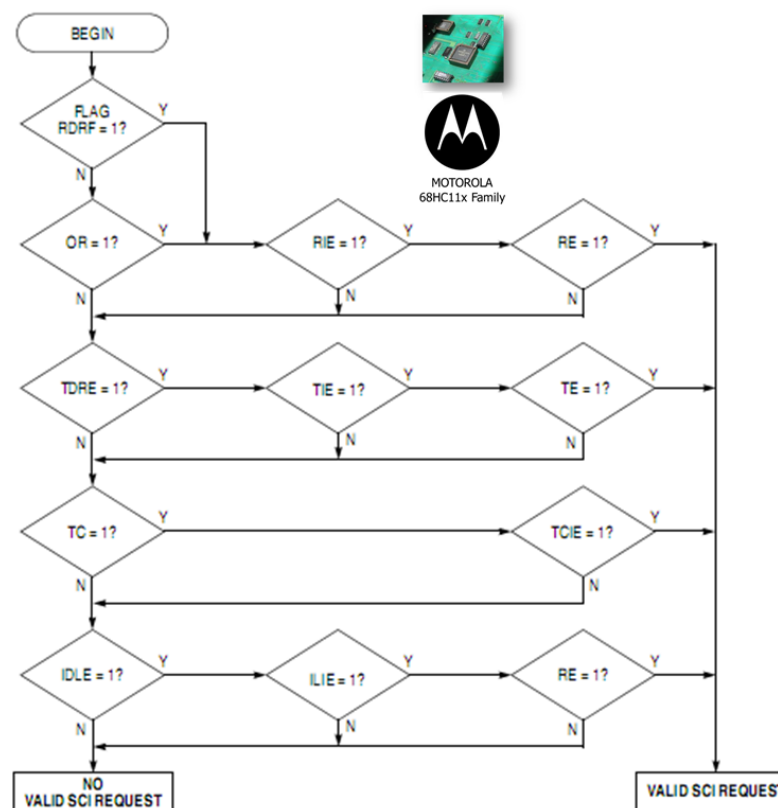 BEGIN
FLAG
RDRF = 1?
Y
N
MOTOROLA
68HC11x Family
OR = 1?
Y
N
RIE = 1?
Y
N
RE = 1?
Y
N
TDRE = 1?
Y
N
TIE = 1?
Y
N
TE = 1?
Y
N
TC = 1?
Y
N
TCIE = 1?
Y
N
IDLE = 1?
Y
N
ILIE = 1?
Y
N
RE = 1?
Y
N
NO
VALID SCI REQUEST
VALID SCI REQUEST